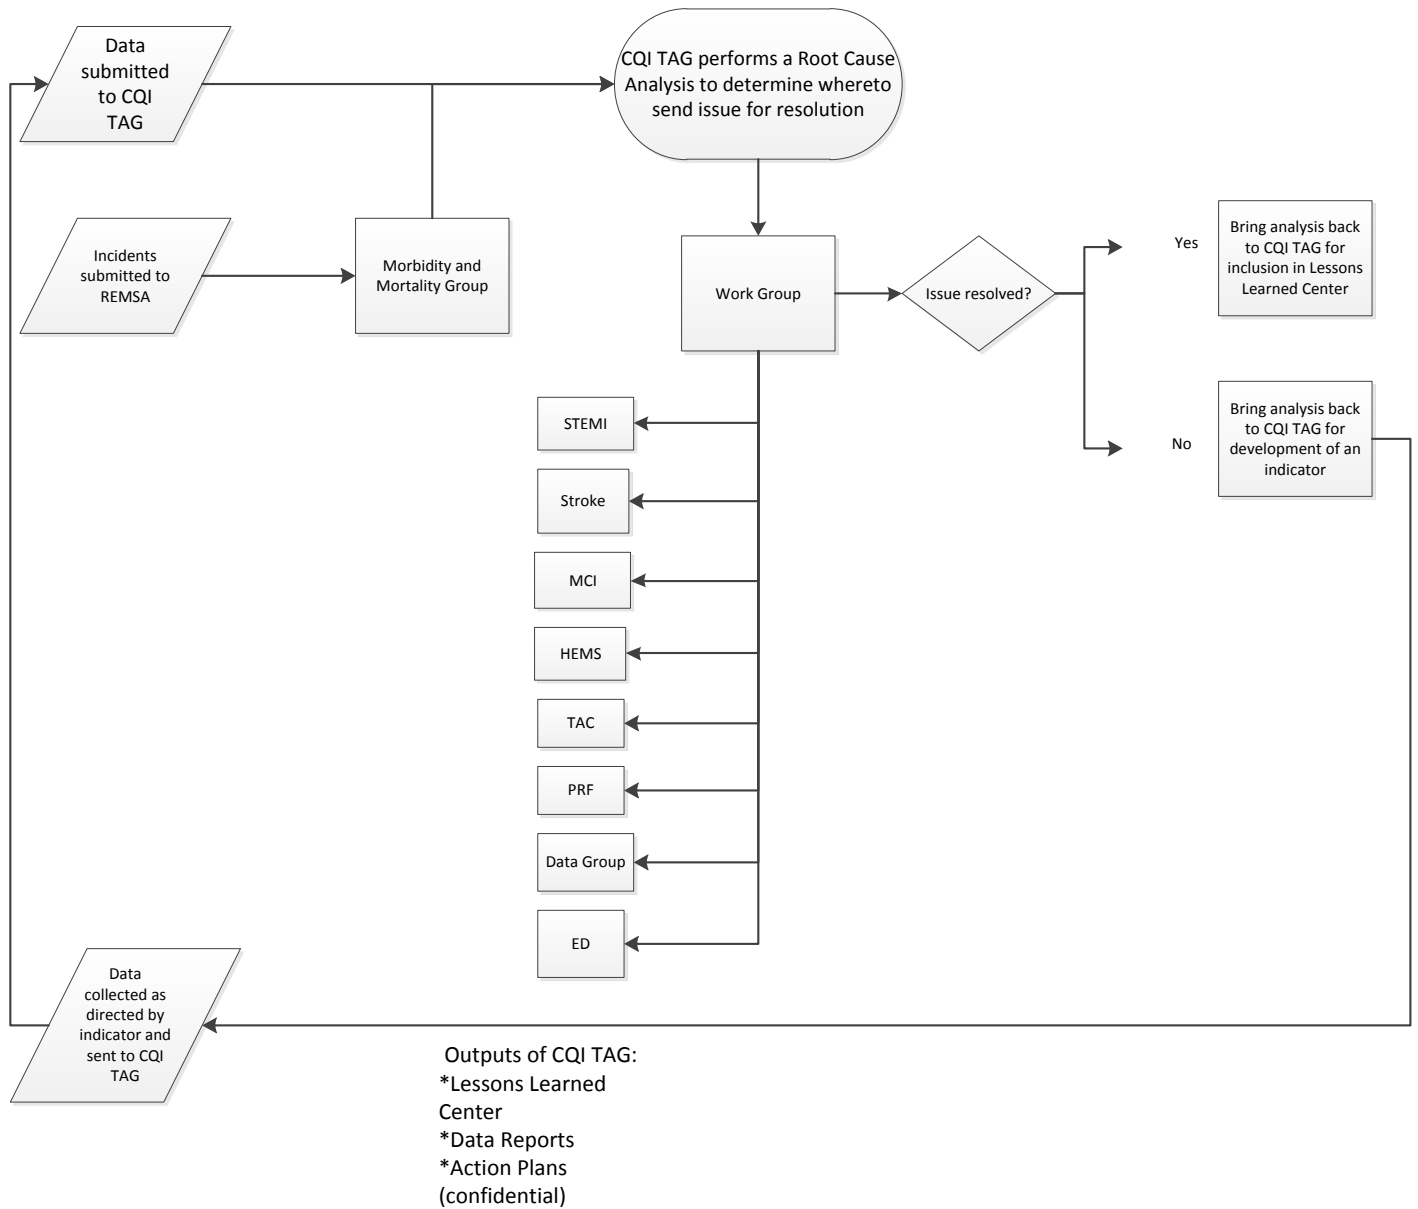 Data
submitted
to CQI
TAG
CQI TAG performs a Root Cause
Analysis to determine whereto
send issue for resolution
Incidents
submitted to
REMSA
Morbidity and
Mortality Group
Work Group
Issue resolved?
Yes
Bring analysis back
to CQI TAG for
inclusion in Lessons
Learned Center
No
Bring analysis back
to CQI TAG for
development of an
indicator
STEMI
Stroke
MCI
HEMS
TAC
PRF
Data Group
ED
Data
collected as
directed by
indicator and
sent to CQI
TAG
Outputs of CQI TAG:
*Lessons Learned
Center
*Data Reports
*Action Plans
(confidential)